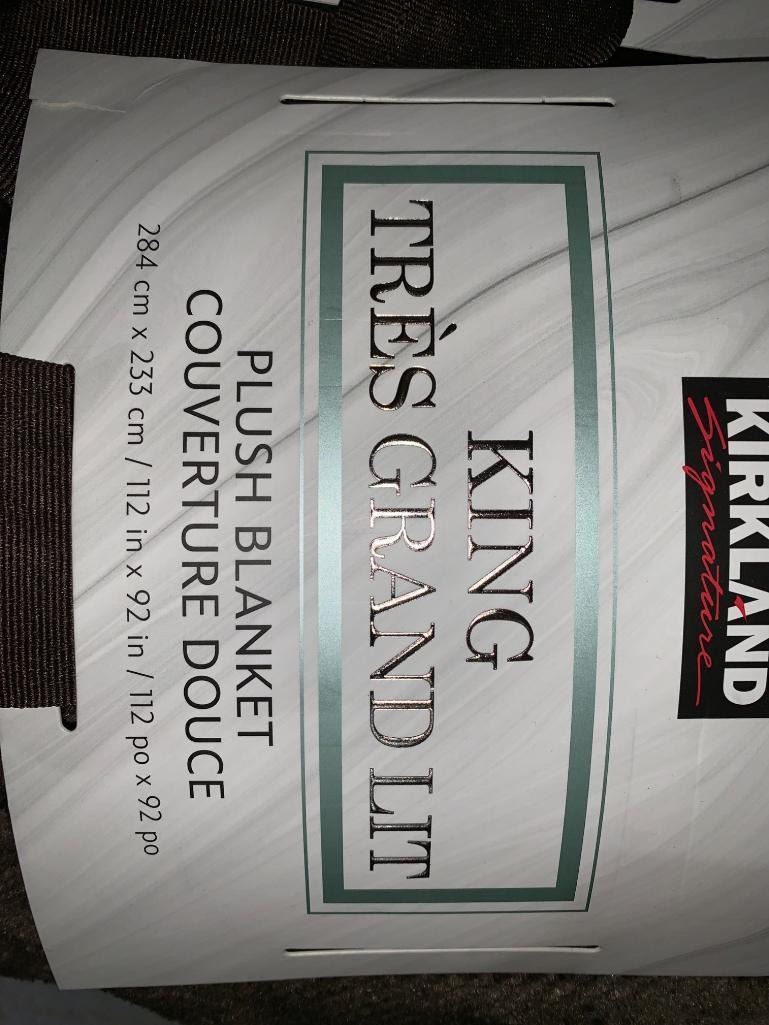 KIRKLAND
Signature
KING
TRÈS GRAND LIT
PLUSH BLANKET
COUVERTURE DOUCE
284 cm x 233 cm / 112 in x 92 in / 112 po x 92 po